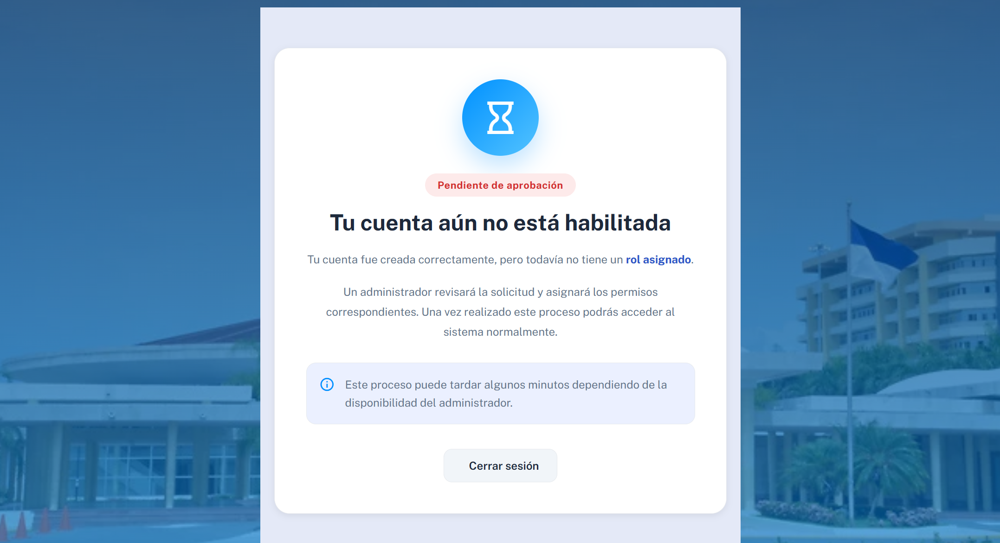 Pendiente de aprobación
Tu cuenta aún no está habilitada
Tu cuenta fue creada correctamente, pero todavía no tiene un rol asignado.
Un administrador revisará la solicitud y asignará los permisos
correspondientes. Una vez realizado este proceso podrás acceder al
sistema normalmente.
Este proceso puede tardar algunos minutos dependiendo de la
disponibilidad del administrador.
Cerrar sesión